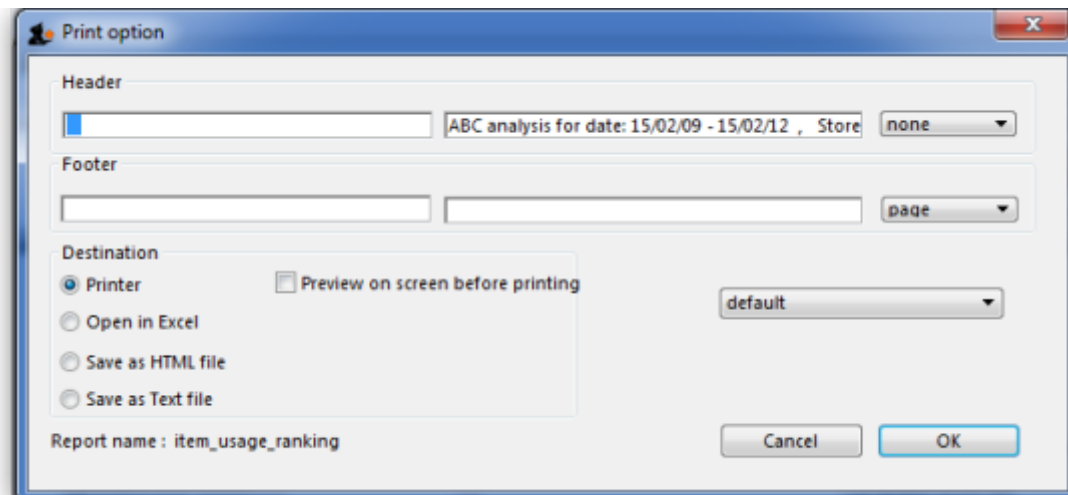 Print option
Header
ABC analysis for date: 15/02/09 - 15/02/12 , Store none
Footer
page
Destination
Printer Preview on screen before printing
default
Open in Excel
Save as HTML file
Save as Text file
Report name : item_usage_ranking Cancel OK